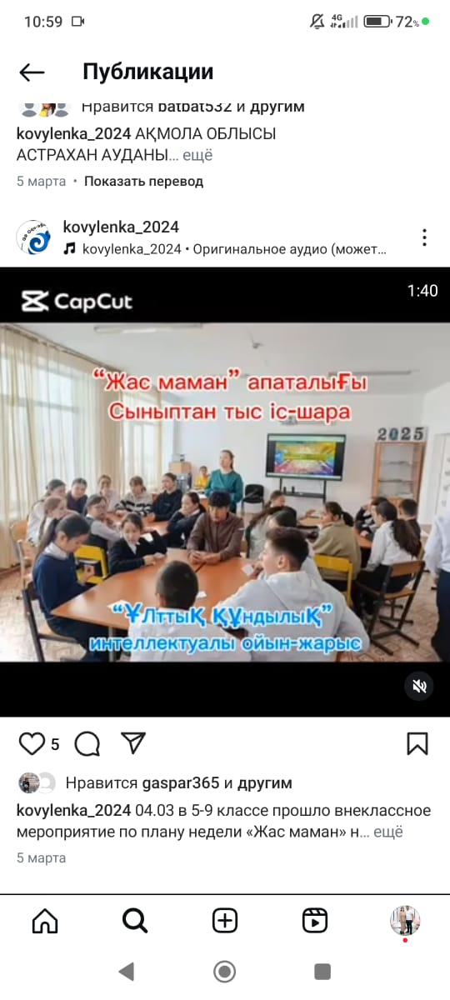 10:59
4G
72%
Публикации
Нравится batbat532 и другим
kovylenka_2024 АҚМОЛА ОБЛЫСЫ
АСТРАХАН АУДАНЫ... ещё
5 марта • Показать перевод
kovylenka_2024
kovylenka_2024 • Оригинальное аудио (может...
CapCut
1:40
“Жас маман” апаталығы
Сыныптан тыс іс-шара
2025
“Ұлттық құндылық”
интеллектуалы ойын-жарыс
5
Нравится gaspar365 и другим
kovylenka_2024 04.03 в 5-9 классе прошло внеклассное
мероприятие по плану недели «Жас маман» н... ещё
5 марта